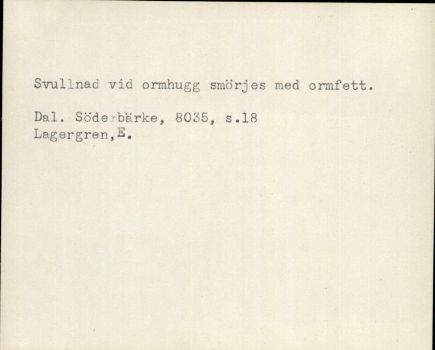 Svullnad vid ormhugg smörjes med ormfett.
Dal. Söderbärke, 8035, s.18
Lagergren,E.